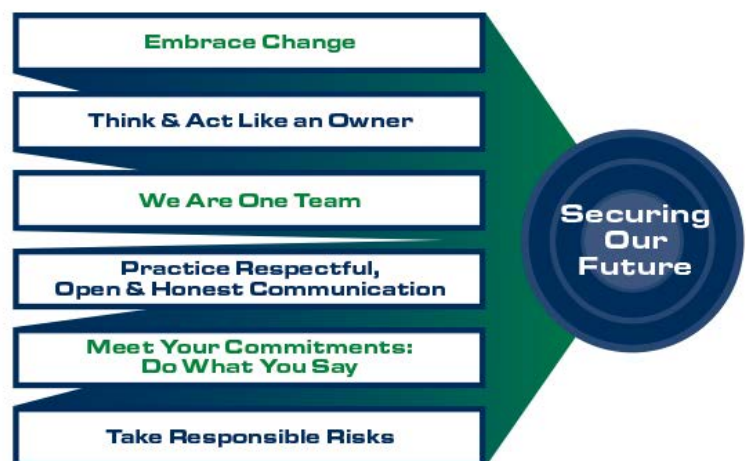 Embrace Change
Think & Act Like an Owner
We Are One Team
Practice Respectful,
Open & Honest Communication
Meet Your Commitments:
Do What You Say
Take Responsible Risks
Securing
Our
Future